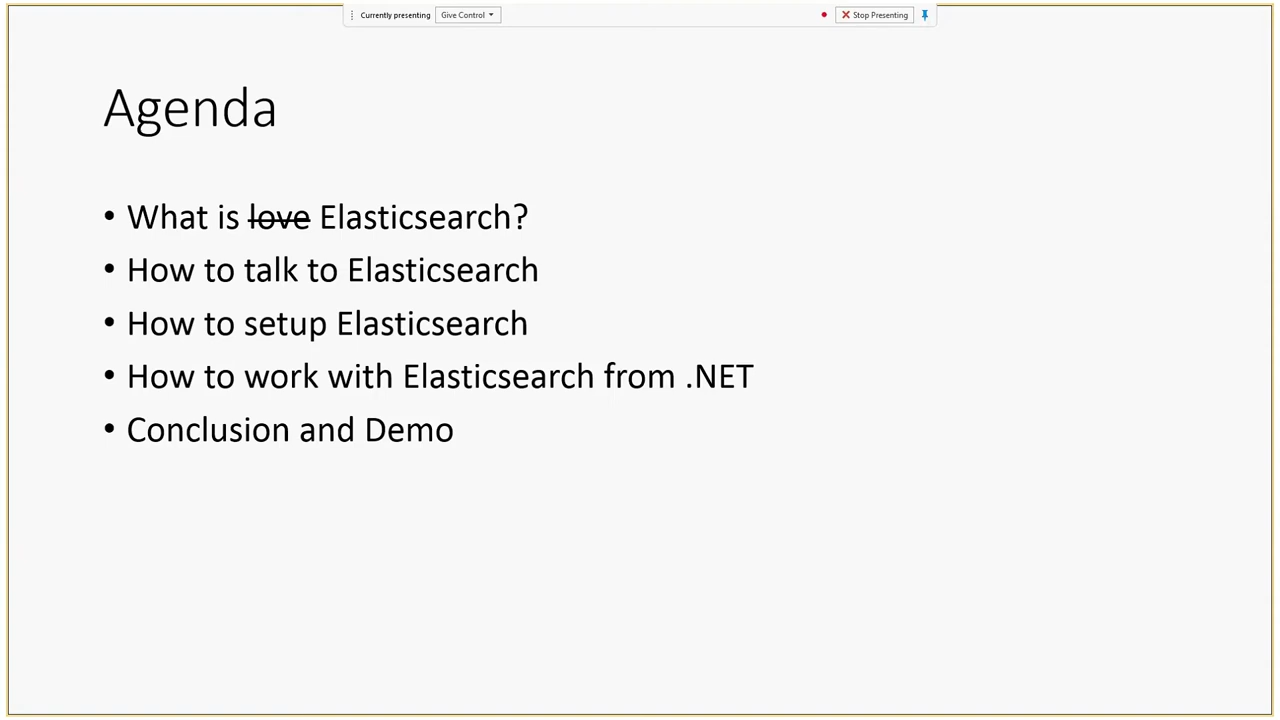 Currently presenting Give Control Stop Presenting
Agenda
• What is love Elasticsearch?
• How to talk to Elasticsearch
• How to setup Elasticsearch
• How to work with Elasticsearch from .NET
• Conclusion and Demo